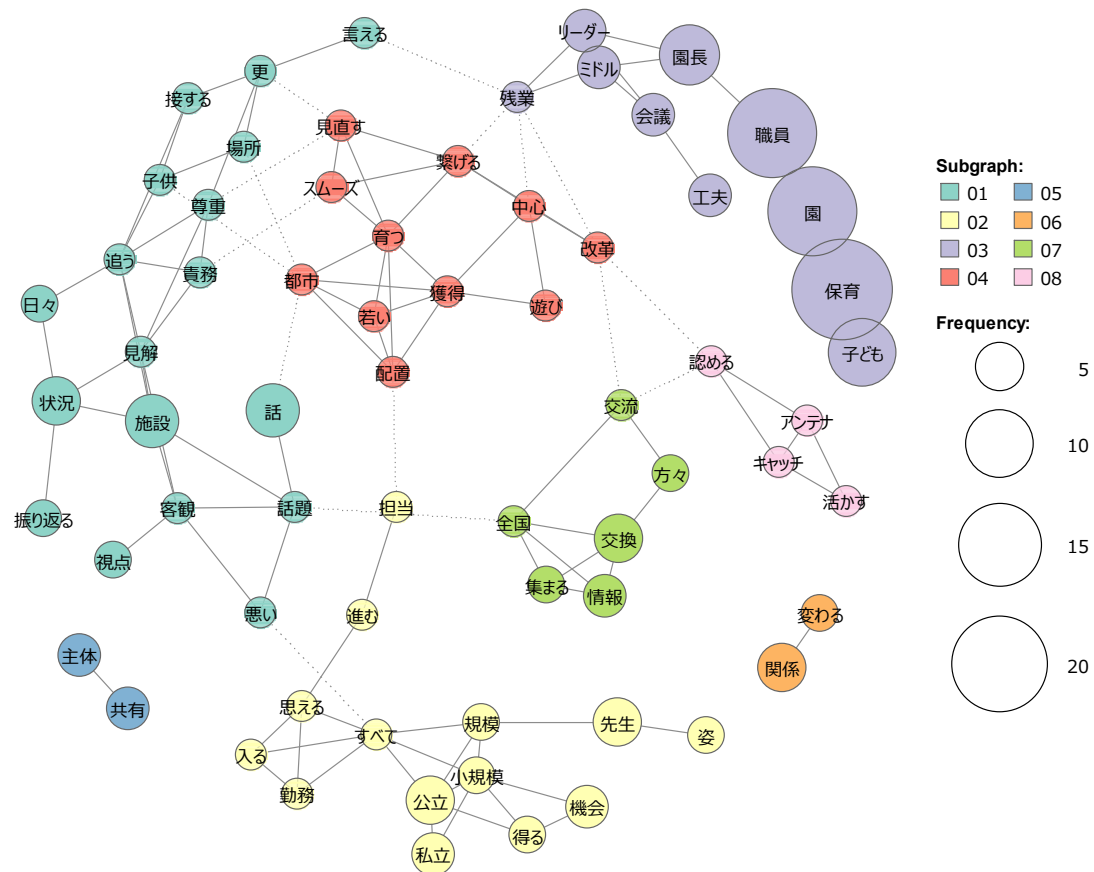 言える
リーダー
園長
更
ミドル
接する
残業
会議
見直す
職員
場所
繋げる
子供
スムーズ
工夫
尊重
中心
園
育つ
改革
追う
責務
都市
獲得
保育
日々
遊び
若い
見解
子ども
配置
認める
状況
施設
話
交流
アンテナ
キャッチ
方々
活かす
振り返る
客観
話題
担当
全国
交換
視点
集まる
情報
悪い
進む
変わる
主体
関係
共有
思える
すべて
規模
先生
姿
入る
小規模
勤務
公立
機会
得る
私立
Subgraph:
01 05
02 06
03 07
04 08
Frequency:
5
10
15
20